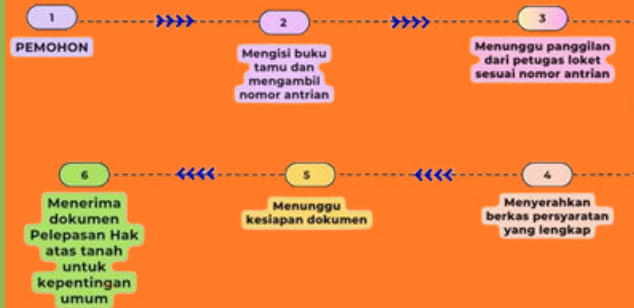 1
PEMOHON
2
Mengisi buku
tamu dan
mengambil
nomor antrian
3
Menunggu panggilan
dari petugas loket
sesuai nomor antrian
4
Menyerahkan
berkas persyaratan
yang lengkap
5
Menunggu
kesiapan dokumen
6
Menerima
dokumen
Pelepasan Hak
atas tanah
untuk
kepentingan
umum